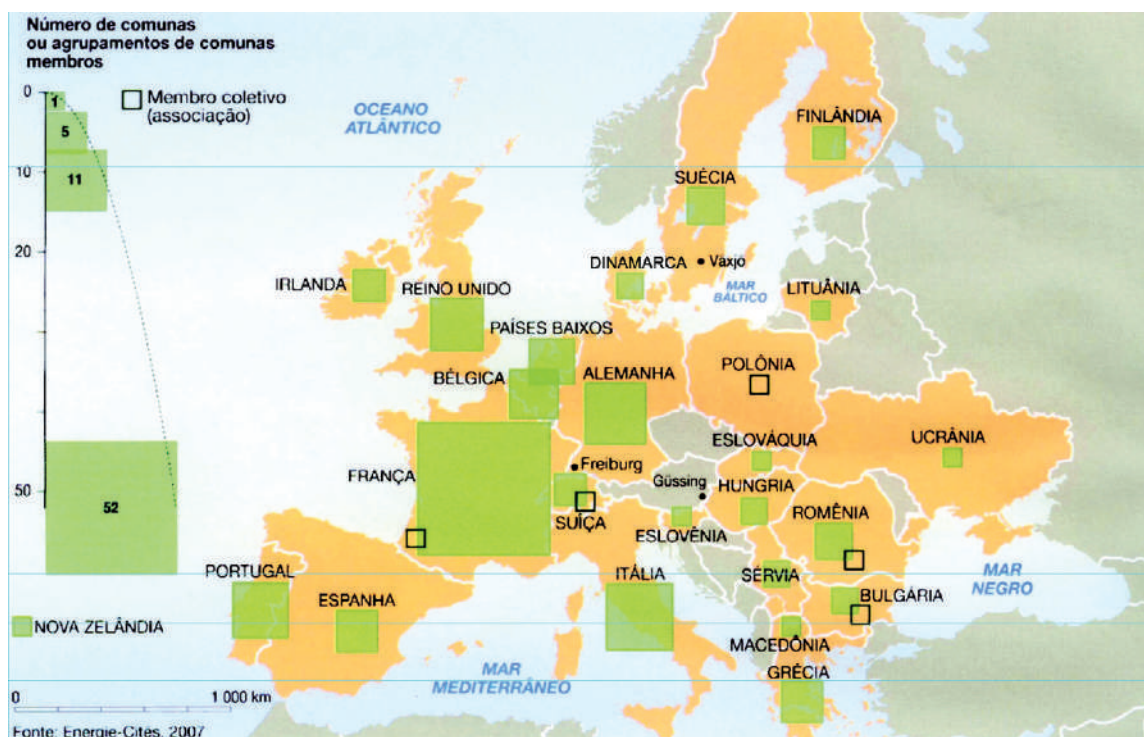 Número de comunas
ou agrupamentos de comunas
membros
0
1
Membro coletivo
(associação)
5
10
11
20
50
52
OCEANO
ATLÂNTICO
FINLÂNDIA
SUÉCIA
DINAMARCA
Växjö
MAR
BÁLTICO
LITUÂNIA
IRLANDA
REINO UNIDO
PAÍSES BAIXOS
BÉLGICA
ALEMANHA
POLÔNIA
ESLOVÁQUIA
UCRÂNIA
FRANÇA
Freiburg
Güssing
HUNGRIA
SUÍÇA
ESLOVÊNIA
ROMÊNIA
PORTUGAL
ESPANHA
ITÁLIA
SÉRVIA
BULGÁRIA
MAR
NEGRO
NOVA ZELÂNDIA
MACEDÔNIA
GRÉCIA
MAR
MEDITERRÂNEO
0
1 000 km
Fonte: Energie-Cités, 2007